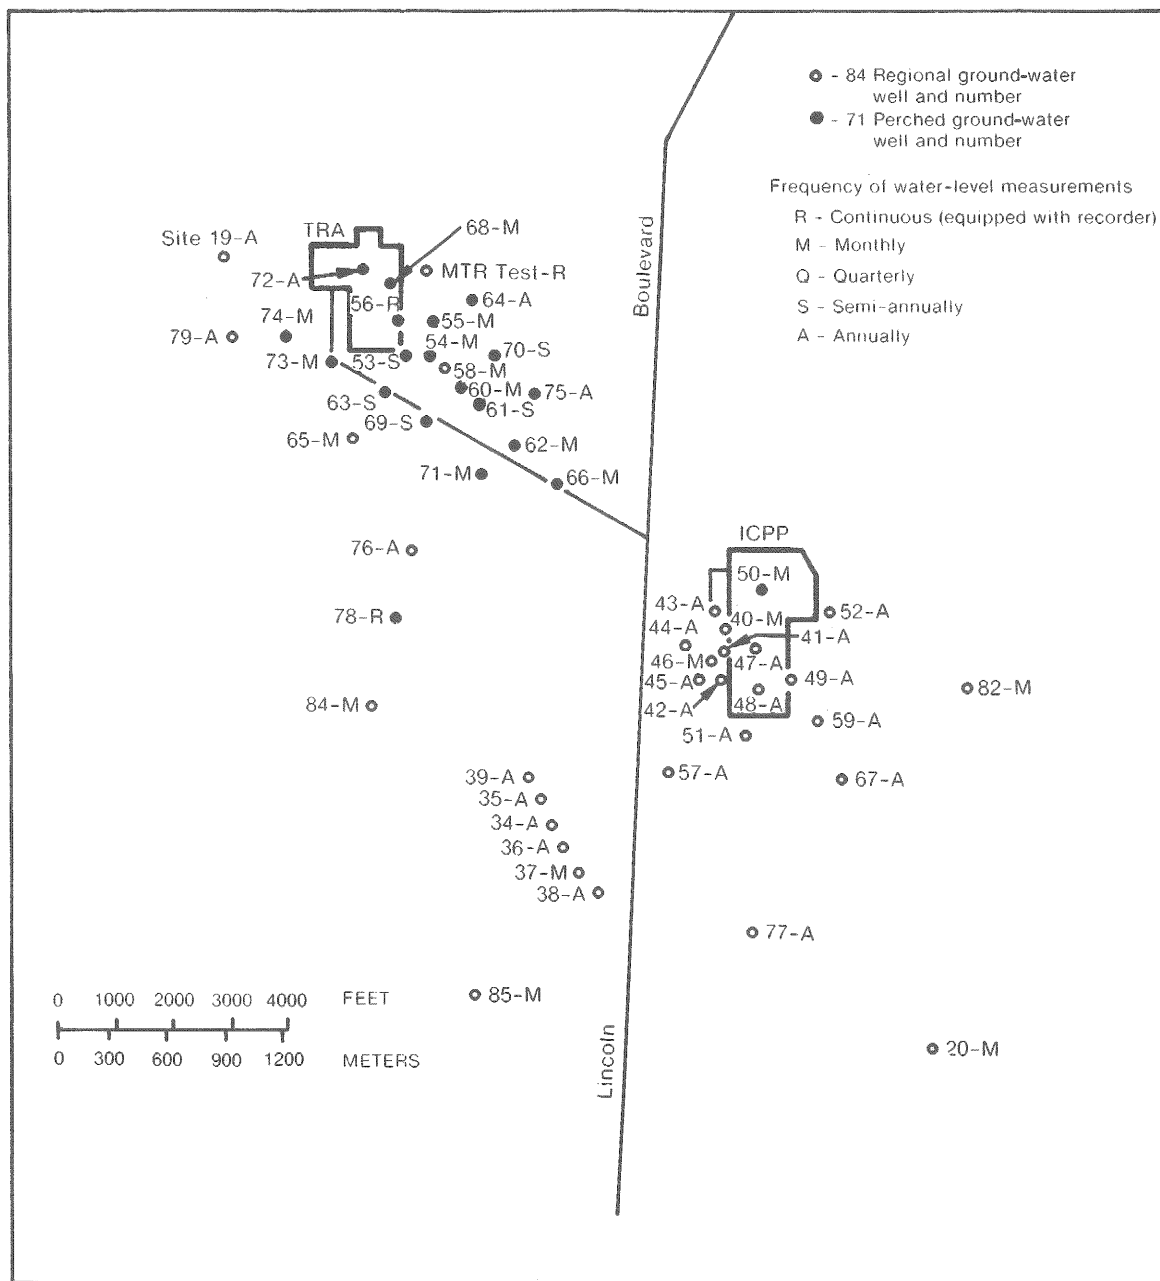 - 84 Regional ground-water
well and number
- 71 Perched ground-water
well and number
Frequency of water-level measurements
R - Continuous (equipped with recorder)
M - Monthly
Q - Quarterly
S - Semi-annually
A - Annually
Boulevard
Lincoln
TRA
68-M
Site 19-A
72-A
MTR Test-R
56-R
64-A
74-M
55-M
79-A
54-M
73-M
53-S
70-S
58-M
60-M
75-A
63-S
61-S
69-S
65-M
62-M
71-M
66-M
76-A
78-R
84-M
ICPP
50-M
43-A
52-A
40-M
44-A
41-A
46-M
47-A
45-A
49-A
82-M
42-A
48-A
59-A
51-A
57-A
67-A
39-A
35-A
34-A
36-A
37-M
38-A
77-A
85-M
20-M
0 1000 2000 3000 4000 FEET
0 300 600 900 1200 METERS